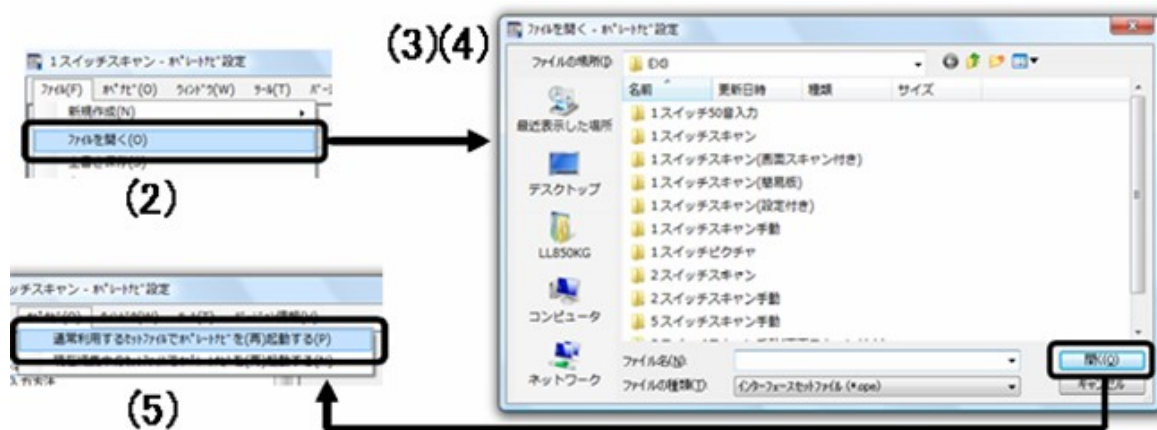 1スイッチスキャン - オペレートナビ設定
ファイル(F) オペナビ(O) ウインドウ(W) ツール(T)
新規作成(N)
ファイルを開く(O)
(2)
(3)(4)
ファイルを開く - オペレートナビ設定
ファイルの場所(I):
名前 更新日時 種類 サイズ
最近表示した場所
デスクトップ
LL850KG
コンピュータ
ネットワーク
1スイッチ50音入力
1スイッチスキャン
1スイッチスキャン(画面スキャン付き)
1スイッチスキャン(簡易版)
1スイッチスキャン(設定付き)
1スイッチスキャン手動
1スイッチピクチャ
2スイッチスキャン
2スイッチスキャン手動
5スイッチスキャン手動
ファイル名(N):
開く(O)
ファイルの種類(T):
インターフェースセットファイル (*.ope)
キャンセル
ッチスキャン - オペレートナビ設定
通常利用するセットファイルでオペレートナビを(再)起動する(P)
(5)